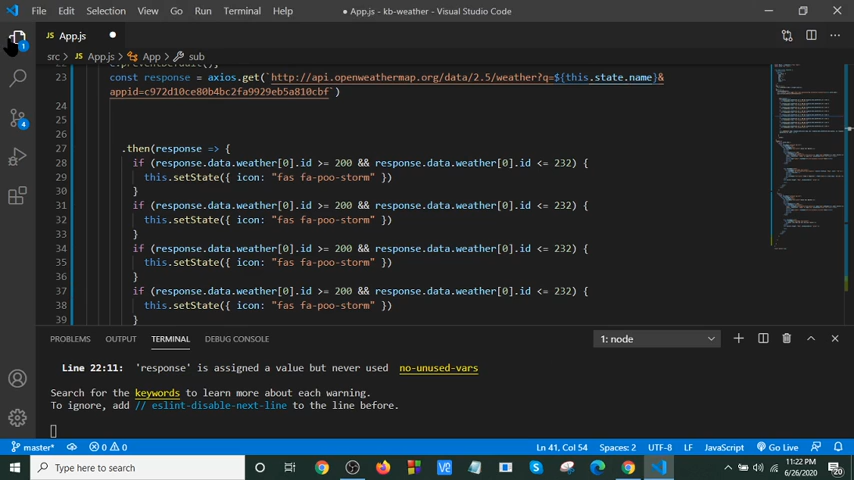 File Edit Selection View Go Run Terminal Help
● App.js - kb-weather - Visual Studio Code
1
App.js
src > App.js > App > sub
22 e.preventDefault();
23 const response = axios.get(`http://api.openweathermap.org/data/2.5/weather?q=${this.state.name}&
appid=c972d10ce80b4bc2fa9929eb5a810cbf`)
24
25
26
27 .then(response => {
28 if (response.data.weather[0].id >= 200 && response.data.weather[0].id <= 232) {
29 this.setState({ icon: "fas fa-poo-storm" })
30 }
31 if (response.data.weather[0].id >= 200 && response.data.weather[0].id <= 232) {
32 this.setState({ icon: "fas fa-poo-storm" })
33 }
34 if (response.data.weather[0].id >= 200 && response.data.weather[0].id <= 232) {
35 this.setState({ icon: "fas fa-poo-storm" })
36 }
37 if (response.data.weather[0].id >= 200 && response.data.weather[0].id <= 232) {
38 this.setState({ icon: "fas fa-poo-storm" })
39 }
4
PROBLEMS OUTPUT TERMINAL DEBUG CONSOLE
1: node
Line 22:11: 'response' is assigned a value but never used no-unused-vars
Search for the keywords to learn more about each warning.
To ignore, add // eslint-disable-next-line to the line before.
master* 0 0 Ln 41, Col 54 Spaces: 2 UTF-8 LF JavaScript Go Live
Type here to search
11:22 PM
6/26/2020
20